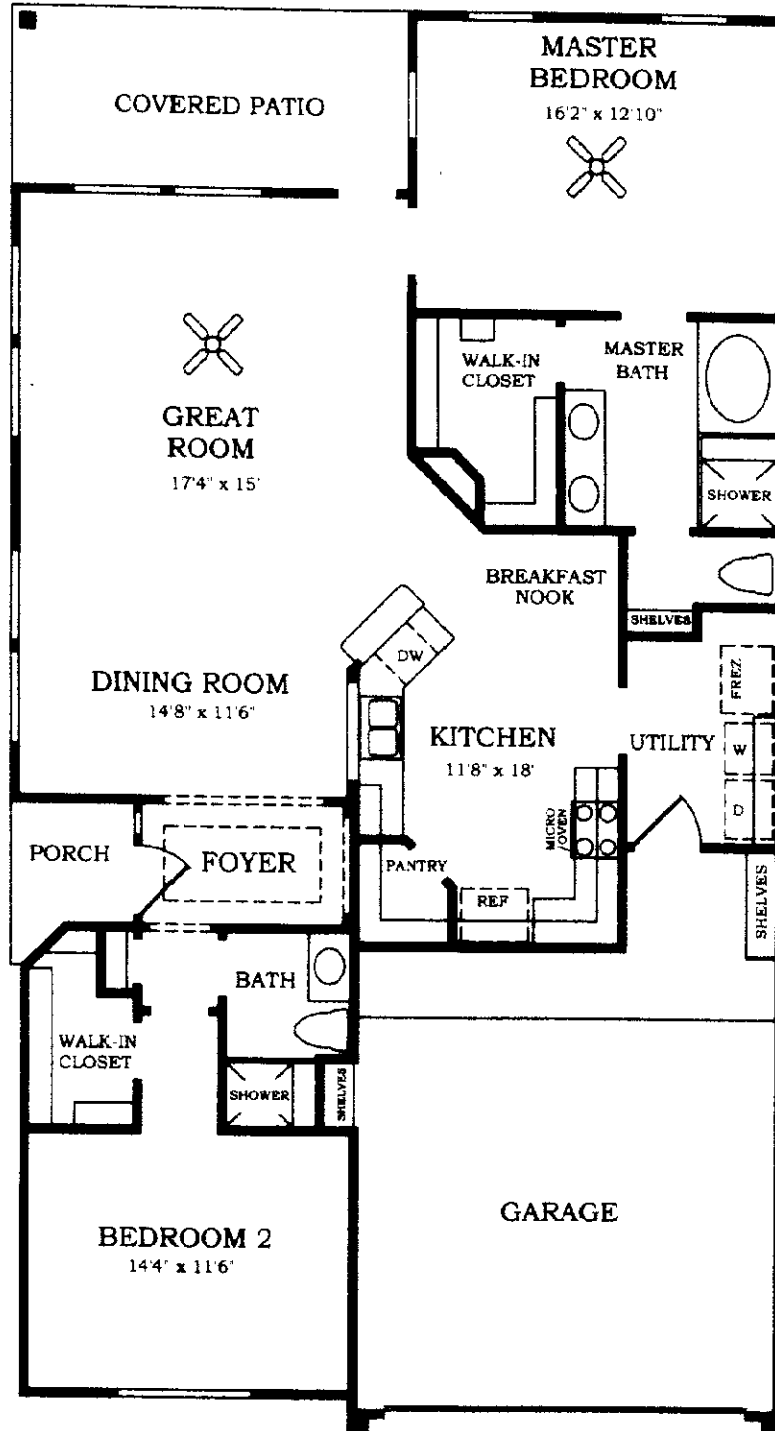 MASTER
BEDROOM
16'2" x 12'10"
COVERED PATIO
WALK-IN
CLOSET
MASTER
BATH
GREAT
ROOM
17'4" x 15'
SHOWER
BREAKFAST
NOOK
SHELVES
DW
FREZ
DINING ROOM
14'8" x 11'6"
KITCHEN
11'8" x 18'
UTILITY
W
D
MICRO
/OVEN
PORCH
FOYER
PANTRY
REF
SHELVES
BATH
WALK-IN
CLOSET
SHOWER
SHELVES
GARAGE
BEDROOM 2
14'4" x 11'6"